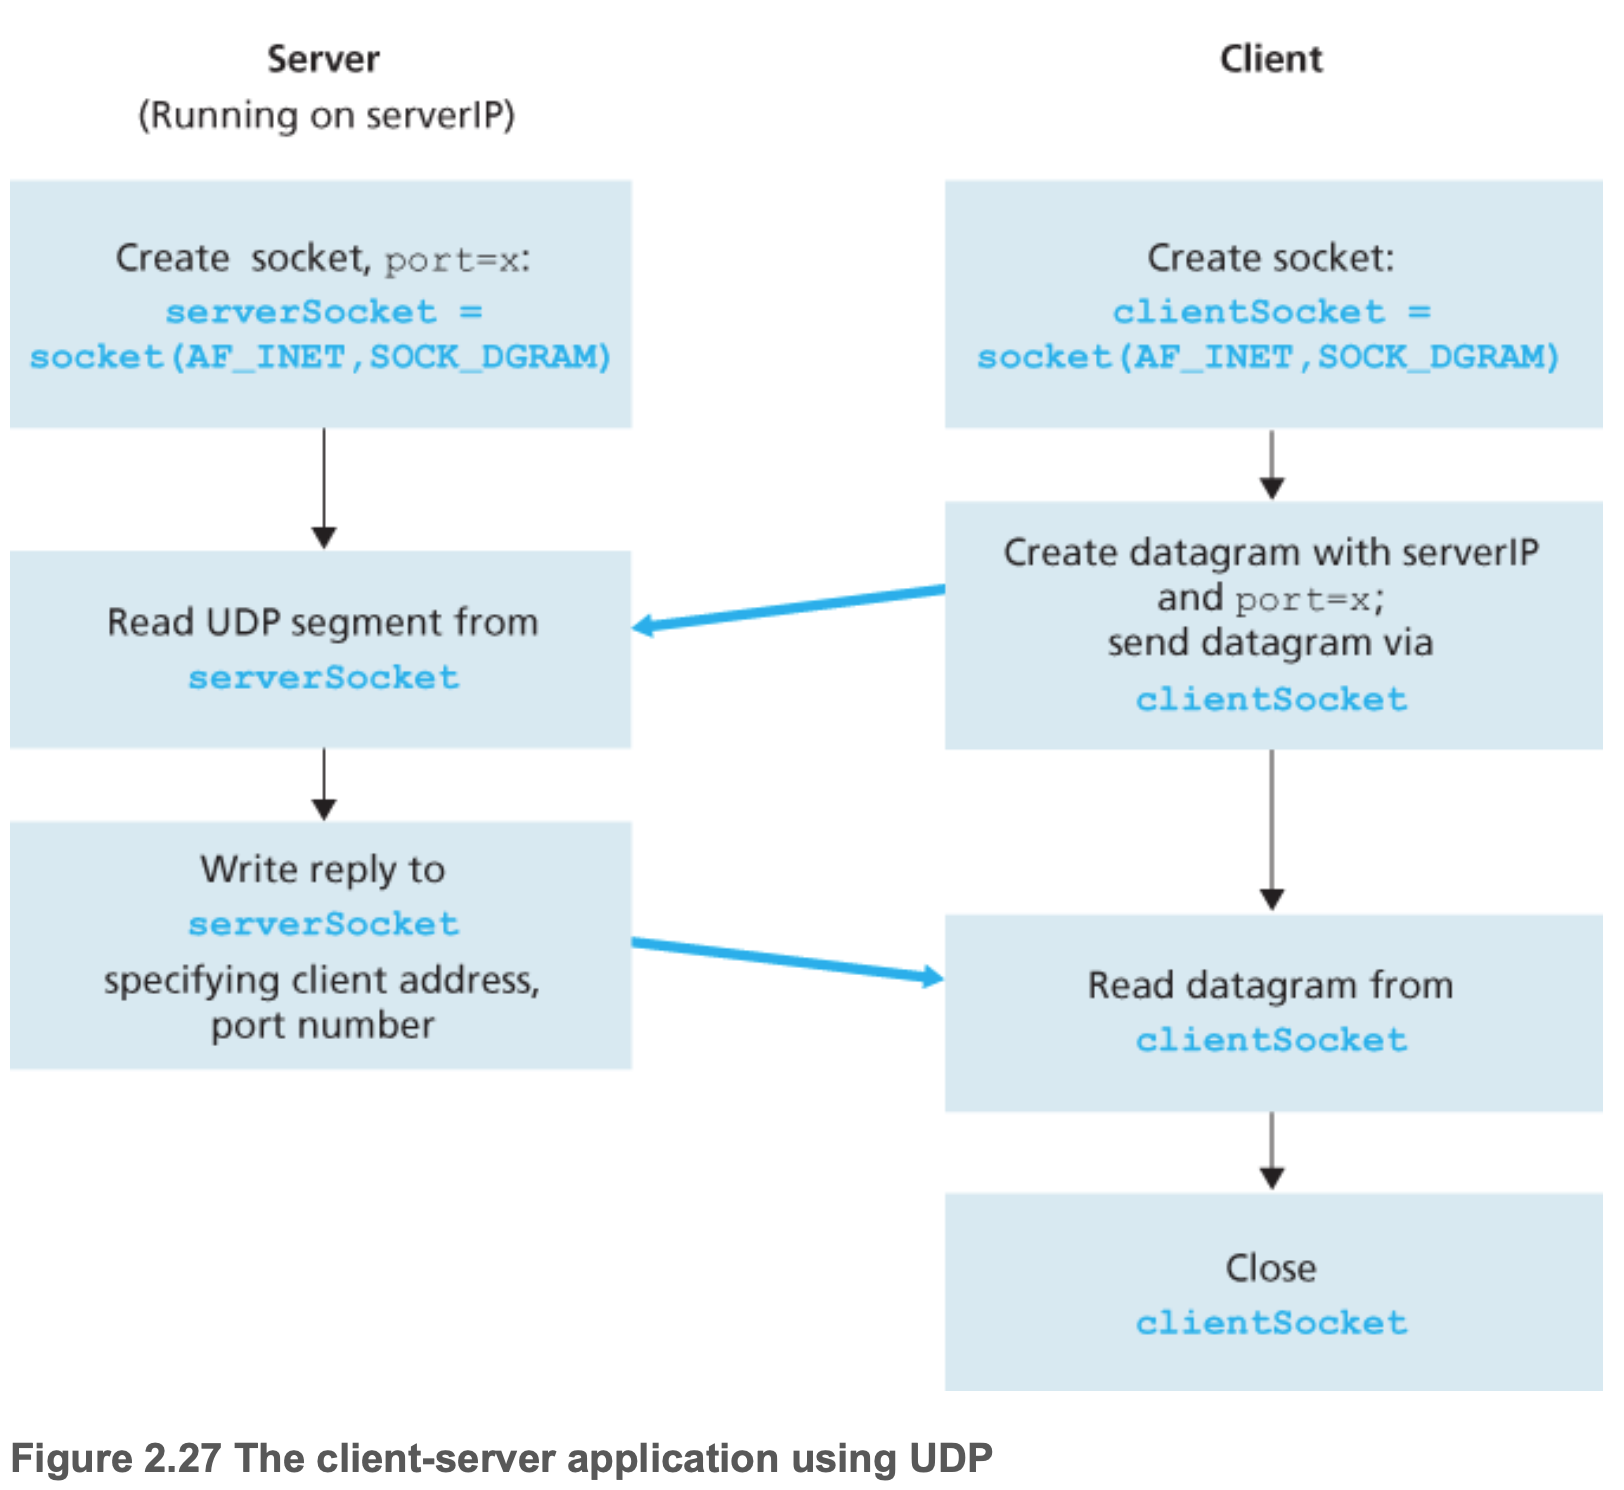 Server
(Running on serverIP)
Create socket, port=x:
serverSocket =
socket(AF_INET,SOCK_DGRAM)
Read UDP segment from
serverSocket
Write reply to
serverSocket
specifying client address,
port number
Client
Create socket:
clientSocket =
socket(AF_INET,SOCK_DGRAM)
Create datagram with serverIP
and port=x;
send datagram via
clientSocket
Read datagram from
clientSocket
Close
clientSocket
Figure 2.27 The client-server application using UDP